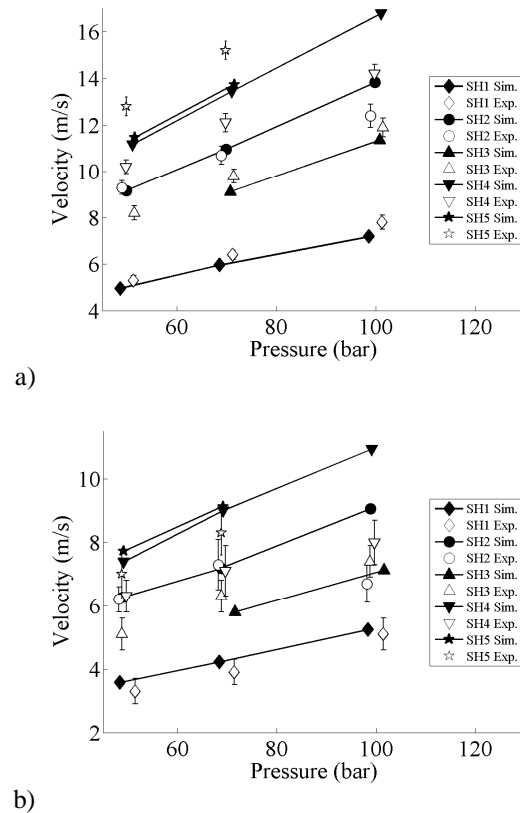 16
14
12
10
8
6
4
Velocity (m/s)
60 80 100 120
Pressure (bar)
SH1 Sim.
SH1 Exp.
SH2 Sim.
SH2 Exp.
SH3 Sim.
SH3 Exp.
SH4 Sim.
SH4 Exp.
SH5 Sim.
SH5 Exp.
a)
10
8
6
4
2
Velocity (m/s)
60 80 100 120
Pressure (bar)
SH1 Sim.
SH1 Exp.
SH2 Sim.
SH2 Exp.
SH3 Sim.
SH3 Exp.
SH4 Sim.
SH4 Exp.
SH5 Sim.
SH5 Exp.
b)